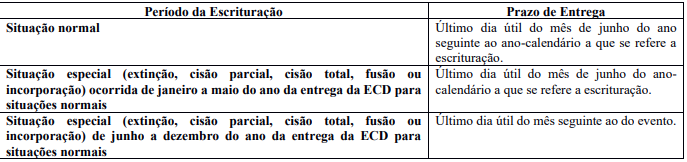 Período da Escrituração
Prazo de Entrega
Situação normal
Último dia útil do mês de junho do ano
seguinte ao ano-calendário a que se refere a
escrituração.
Situação especial (extinção, cisão parcial, cisão total, fusão ou
incorporação) ocorrida de janeiro a maio do ano da entrega da ECD para
situações normais
Último dia útil do mês de junho do ano-
calendário a que se refere a escrituração.
Situação especial (extinção, cisão parcial, cisão total, fusão ou
incorporação) de junho a dezembro do ano da entrega da ECD para
situações normais
Último dia útil do mês seguinte ao do evento.